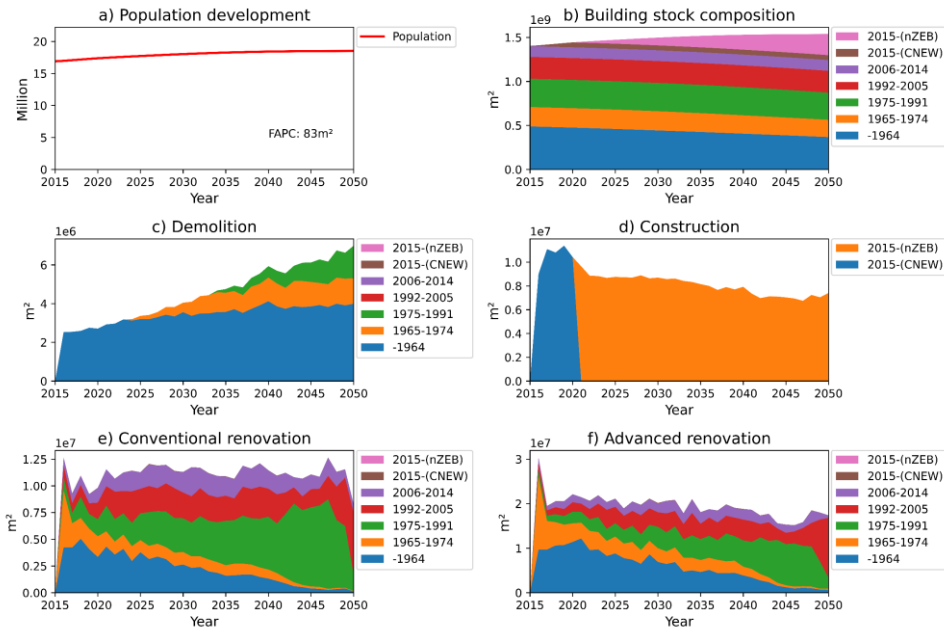 a) Population development
20
15
10
5
0
Million
2015 2020 2025 2030 2035 2040 2045 2050
Year
FAPC: 83m²
Population
b) Building stock composition
1e9
1.5
1.0
0.5
0.0
m²
2015 2020 2025 2030 2035 2040 2045 2050
Year
2015-(nZEB)
2015-(CNEW)
2006-2014
1992-2005
1975-1991
1965-1974
-1964
c) Demolition
1e6
6
4
2
0
m²
2015 2020 2025 2030 2035 2040 2045 2050
Year
2015-(nZEB)
2015-(CNEW)
2006-2014
1992-2005
1975-1991
1965-1974
-1964
d) Construction
1e7
1.0
0.8
0.6
0.4
0.2
0.0
m²
2015 2020 2025 2030 2035 2040 2045 2050
Year
2015-(nZEB)
2015-(CNEW)
e) Conventional renovation
1e7
1.25
1.00
0.75
0.50
0.25
0.00
m²
2015 2020 2025 2030 2035 2040 2045 2050
Year
2015-(nZEB)
2015-(CNEW)
2006-2014
1992-2005
1975-1991
1965-1974
-1964
f) Advanced renovation
1e7
3
2
1
0
m²
2015 2020 2025 2030 2035 2040 2045 2050
Year
2015-(nZEB)
2015-(CNEW)
2006-2014
1992-2005
1975-1991
1965-1974
-1964